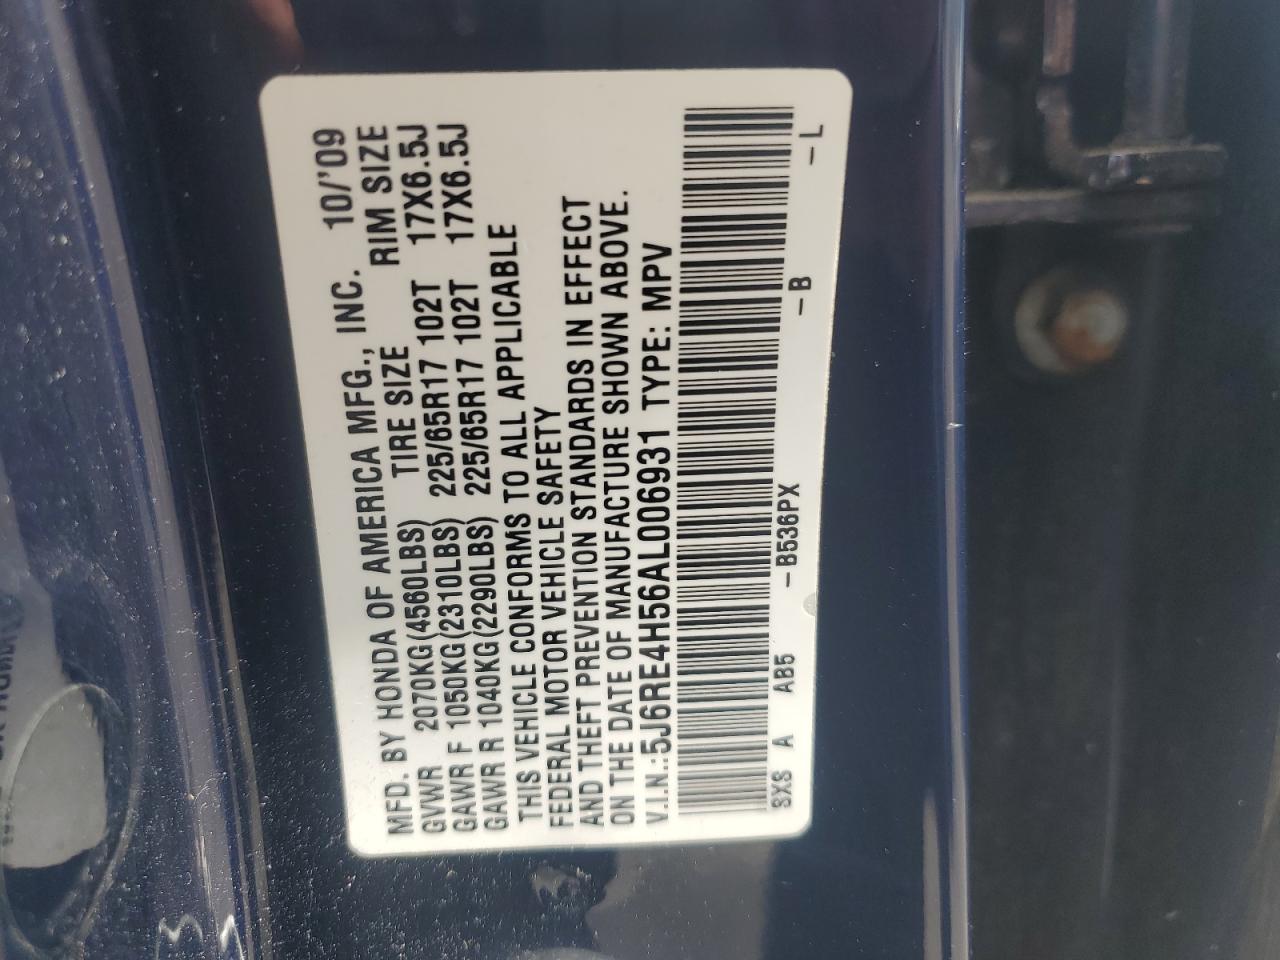 MFD. BY HONDA OF AMERICA MFG., INC. 10/'09
GVWR 2070KG(4560LBS) TIRE SIZE RIM SIZE
GAWR F 1050KG(2310LBS) 225/65R17 102T 17X6.5J
GAWR R 1040KG(2290LBS) 225/65R17 102T 17X6.5J
THIS VEHICLE CONFORMS TO ALL APPLICABLE
FEDERAL MOTOR VEHICLE SAFETY
AND THEFT PREVENTION STANDARDS IN EFFECT
ON THE DATE OF MANUFACTURE SHOWN ABOVE.
V.I.N.:5J6RE4H56AL006931 TYPE: MPV
SXS A AB5 -B536PX -B -L